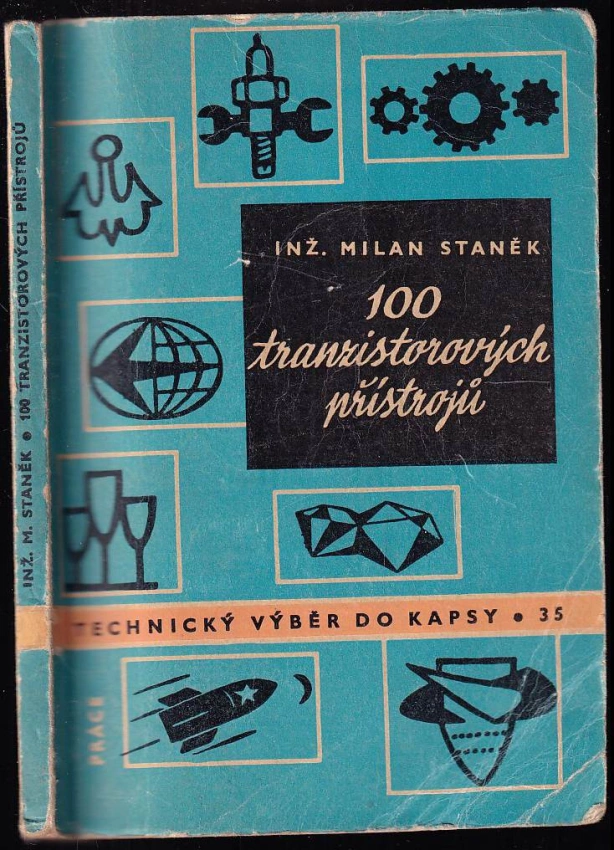 INŽ. M. STANĚK • 100 TRANZISTOROVÝCH PŘÍSTROJŮ
INŽ. MILAN STANĚK
100
tranzistorových
přístrojů
TECHNICKÝ VÝBĚR DO KAPSY • 35
PRÁCE